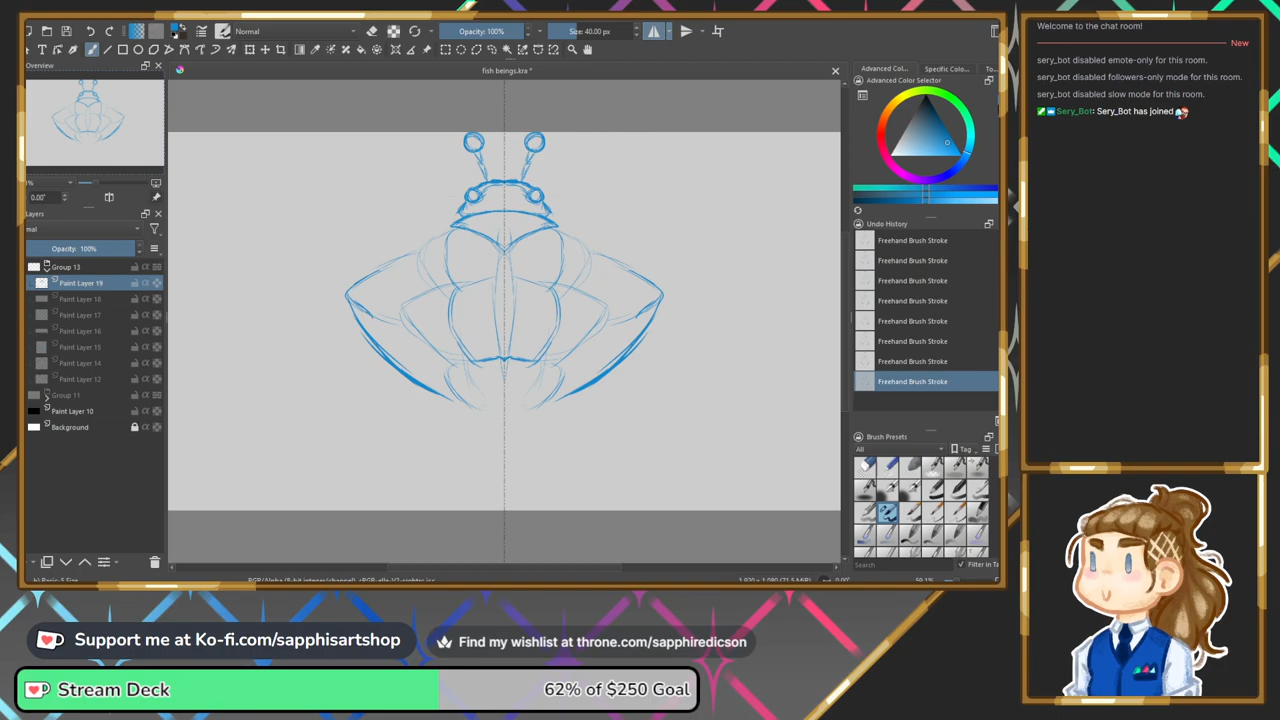 Normal
Opacity: 100%
Size: 40.00 px
Overview
fish beings.kra *
Advanced Col...
Specific Colo...
To...
Advanced Color Selector
0.00°
Layers
Opacity: 100%
Group 13
Paint Layer 19
Paint Layer 18
Paint Layer 17
Paint Layer 16
Paint Layer 15
Paint Layer 14
Paint Layer 12
Group 11
Paint Layer 10
Background
Undo History
Freehand Brush Stroke
Freehand Brush Stroke
Freehand Brush Stroke
Freehand Brush Stroke
Freehand Brush Stroke
Freehand Brush Stroke
Freehand Brush Stroke
Freehand Brush Stroke
Brush Presets
All
Tag
Search
Filter in Ta
Welcome to the chat room!
New
sery_bot disabled emote-only for this room.
sery_bot disabled followers-only mode for this room.
sery_bot disabled slow mode for this room.
Sery_Bot: Sery_Bot has joined
Support me at Ko-fi.com/sapphisartshop
Find my wishlist at throne.com/sapphiredicson
Stream Deck
62% of $250 Goal